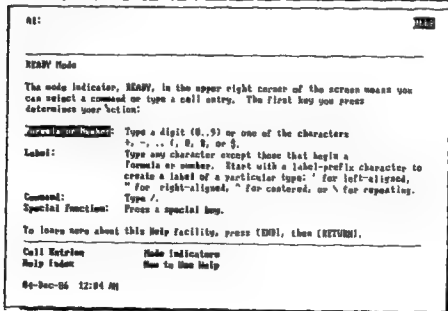 A1:
HELP
READY Mode
The mode indicator, READY, in the upper right corner of the screen means you
can select a command or type a cell entry. The first key you press
determines your action:
Formula or Number: Type a digit (0..9) or one of the characters
+, -, ., (, @, #, or $.
Label: Type any character except those that begin a
Formula or number. Start with a label-prefix character to
create a label of a particular type: ' for left-aligned,
" for right-aligned, ^ for centered, or \ for repeating.
Command: Type /.
Special Function: Press a special key.
To learn more about this Help facility, press [END], then [RETURN].
Cell Entries Mode Indicators
Help Index How to Use Help
04-Dec-86 12:04 AM